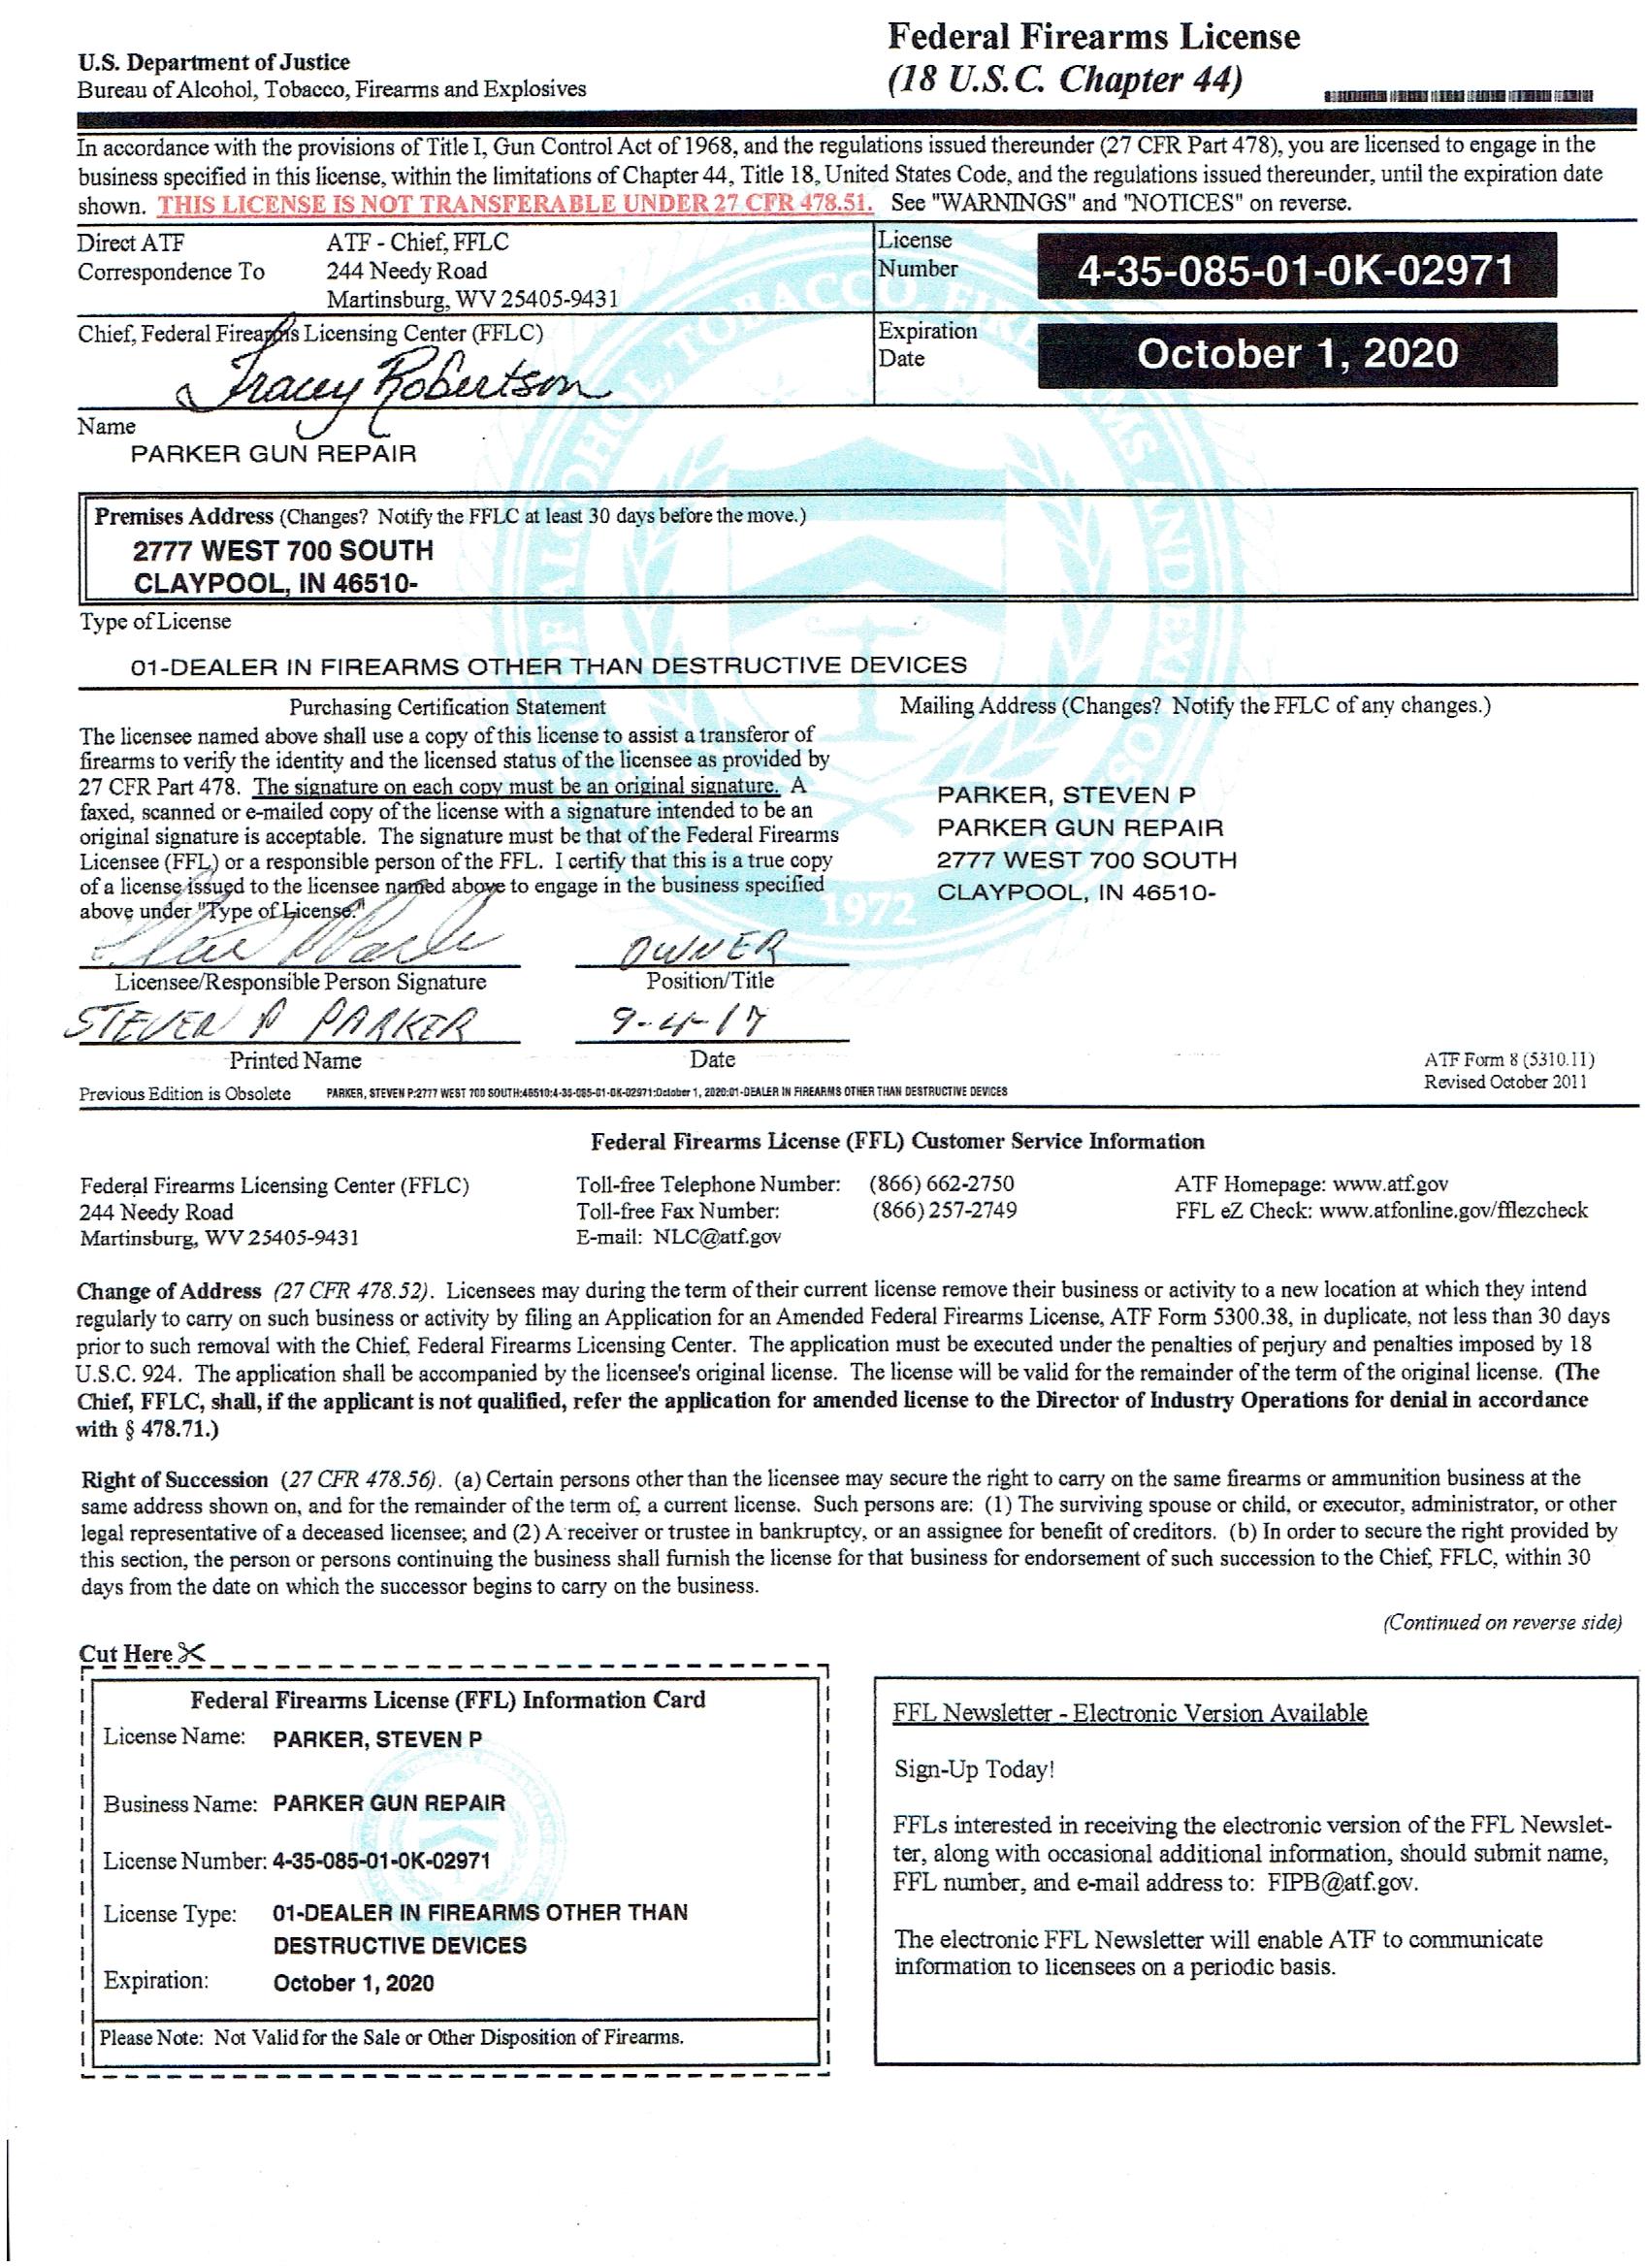 Federal Firearms License
(18 U.S.C. Chapter 44)
U.S. Department of Justice
Bureau of Alcohol, Tobacco, Firearms and Explosives
In accordance with the provisions of Title I, Gun Control Act of 1968, and the regulations issued thereunder (27 CFR Part 478), you are licensed to engage in the
business specified in this license, within the limitations of Chapter 44, Title 18, United States Code, and the regulations issued thereunder, until the expiration date
shown. THIS LICENSE IS NOT TRANSFERABLE UNDER 27 CFR 478.51. See "WARNINGS" and "NOTICES" on reverse.
Direct ATF
Correspondence To
ATF - Chief, FFLC
244 Needy Road
Martinsburg, WV 25405-9431
License
Number
4-35-085-01-0K-02971
Chief, Federal Firearms Licensing Center (FFLC)
Tracey Robertson
Expiration
Date
October 1, 2020
Name
PARKER GUN REPAIR
Premises Address (Changes? Notify the FFLC at least 30 days before the move.)
2777 WEST 700 SOUTH
CLAYPOOL, IN 46510-
Type of License
01-DEALER IN FIREARMS OTHER THAN DESTRUCTIVE DEVICES
Purchasing Certification Statement
The licensee named above shall use a copy of this license to assist a transferor of
firearms to verify the identity and the licensed status of the licensee as provided by
27 CFR Part 478. The signature on each copy must be an original signature. A
faxed, scanned or e-mailed copy of the license with a signature intended to be an
original signature is acceptable. The signature must be that of the Federal Firearms
Licensee (FFL) or a responsible person of the FFL. I certify that this is a true copy
of a license issued to the licensee named above to engage in the business specified
above under "Type of License."
Mailing Address (Changes? Notify the FFLC of any changes.)
PARKER, STEVEN P
PARKER GUN REPAIR
2777 WEST 700 SOUTH
CLAYPOOL, IN 46510-
1972
OWNER
Licensee/Responsible Person Signature
Position/Title
STEVEN P PARKER
9-4-17
Printed Name
Date
ATF Form 8 (5310.11)
Revised October 2011
Previous Edition is Obsolete
PARKER, STEVEN P:2777 WEST 700 SOUTH:46510:4-35-085-01-0K-02971:October 1, 2020:01-DEALER IN FIREARMS OTHER THAN DESTRUCTIVE DEVICES
Federal Firearms License (FFL) Customer Service Information
Federal Firearms Licensing Center (FFLC)
244 Needy Road
Martinsburg, WV 25405-9431
Toll-free Telephone Number: (866) 662-2750
Toll-free Fax Number: (866) 257-2749
E-mail: NLC@atf.gov
ATF Homepage: www.atf.gov
FFL eZ Check: www.atfonline.gov/fflezcheck
Change of Address (27 CFR 478.52). Licensees may during the term of their current license remove their business or activity to a new location at which they intend
regularly to carry on such business or activity by filing an Application for an Amended Federal Firearms License, ATF Form 5300.38, in duplicate, not less than 30 days
prior to such removal with the Chief, Federal Firearms Licensing Center. The application must be executed under the penalties of perjury and penalties imposed by 18
U.S.C. 924. The application shall be accompanied by the licensee's original license. The license will be valid for the remainder of the term of the original license. (The
Chief, FFLC, shall, if the applicant is not qualified, refer the application for amended license to the Director of Industry Operations for denial in accordance
with § 478.71.)
Right of Succession (27 CFR 478.56). (a) Certain persons other than the licensee may secure the right to carry on the same firearms or ammunition business at the
same address shown on, and for the remainder of the term of, a current license. Such persons are: (1) The surviving spouse or child, or executor, administrator, or other
legal representative of a deceased licensee; and (2) A receiver or trustee in bankruptcy, or an assignee for benefit of creditors. (b) In order to secure the right provided by
this section, the person or persons continuing the business shall furnish the license for that business for endorsement of such succession to the Chief, FFLC, within 30
days from the date on which the successor begins to carry on the business.
(Continued on reverse side)
Cut Here
Federal Firearms License (FFL) Information Card
License Name: PARKER, STEVEN P
Business Name: PARKER GUN REPAIR
License Number: 4-35-085-01-0K-02971
License Type: 01-DEALER IN FIREARMS OTHER THAN
DESTRUCTIVE DEVICES
Expiration: October 1, 2020
Please Note: Not Valid for the Sale or Other Disposition of Firearms.
FFL Newsletter - Electronic Version Available
Sign-Up Today!
FFLs interested in receiving the electronic version of the FFL Newslet-
ter, along with occasional additional information, should submit name,
FFL number, and e-mail address to: FIPB@atf.gov.
The electronic FFL Newsletter will enable ATF to communicate
information to licensees on a periodic basis.